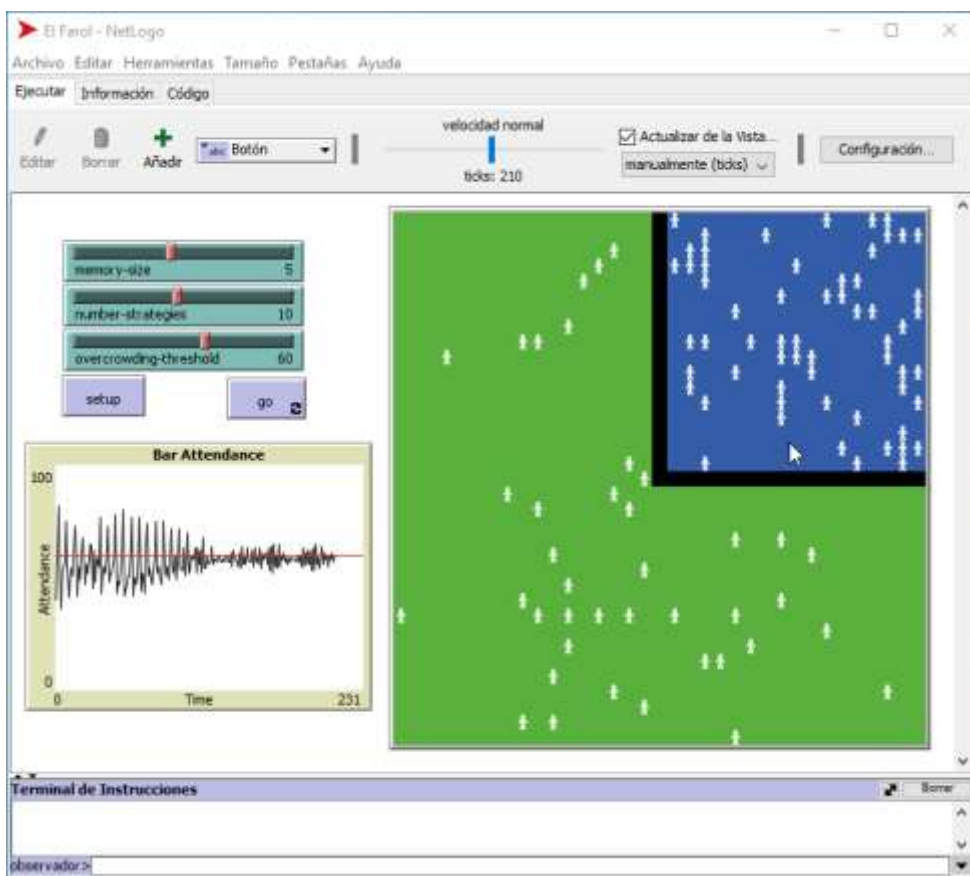 El Farol - NetLogo
Archivo Editar Herramientas Tamaño Pestañas Ayuda
Ejecutar Información Código
Editar Borrar Añadir abc Botón
velocidad normal
ticks: 210
Actualizar de la Vista...
manualmente (ticks)
Configuración...
memory-size 5
number-strategies 10
overcrowding-threshold 60
setup go
Bar Attendance
100
Attendance
0
0 Time 231
Terminal de Instrucciones Borrar
observador>